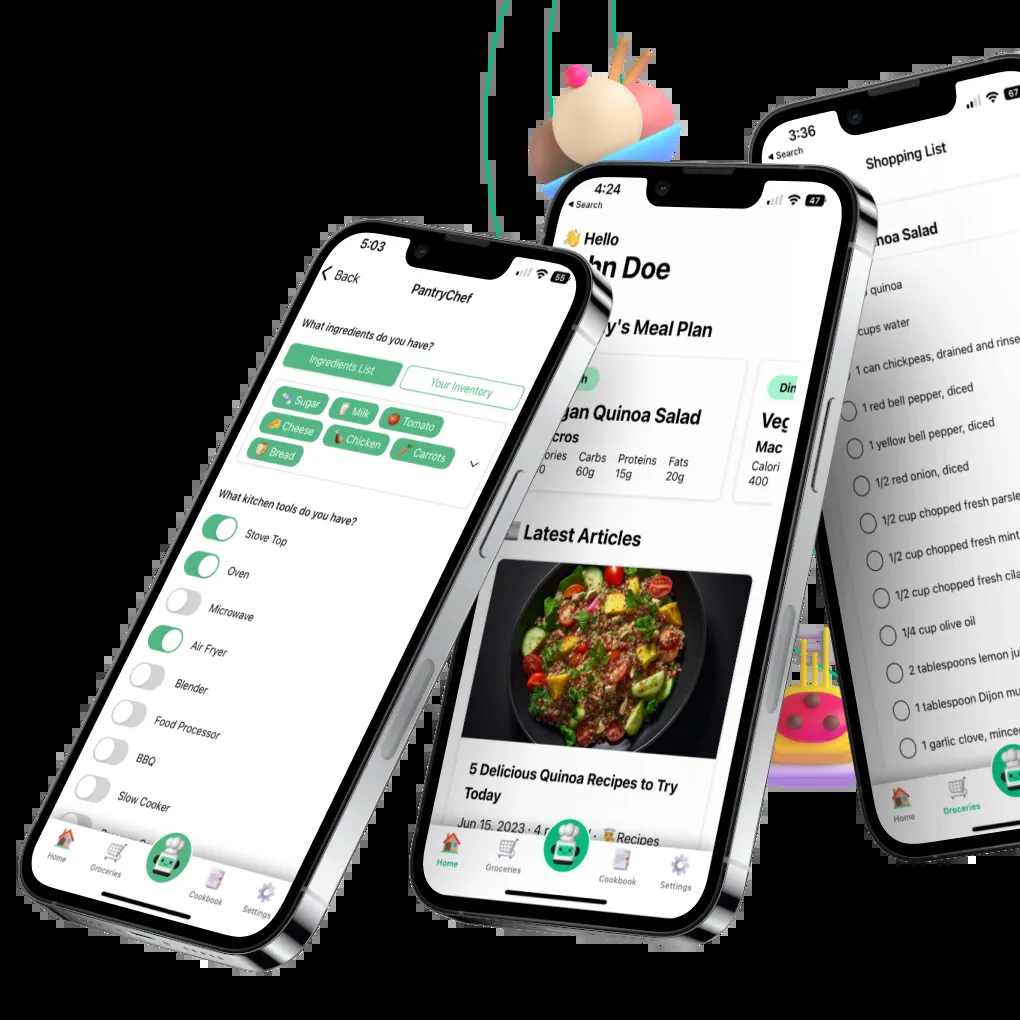 5:03
55
Back
PantryChef
What ingredients do you have?
Ingredients List
Your Inventory
Sugar
Milk
Tomato
Cheese
Chicken
Carrots
Bread
What kitchen tools do you have?
Stove Top
Oven
Microwave
Air Fryer
Blender
Food Processor
BBQ
Slow Cooker
Home
Groceries
Cookbook
Settings
4:24
47
Search
Hello
hn Doe
y's Meal Plan
h
Din
gan Quinoa Salad
Veg
cros
Mac
ories Carbs Proteins Fats
0 60g 15g 20g
Calori
400
Latest Articles
5 Delicious Quinoa Recipes to Try
Today
Jun 15, 2023 · 4 · Recipes
Home
Groceries
Cookbook
Settings
3:36
67
Search
Shopping List
noa Salad
quinoa
cups water
1 can chickpeas, drained and rinse
1 red bell pepper, diced
1 yellow bell pepper, diced
1/2 red onion, diced
1/2 cup chopped fresh parsle
1/2 cup chopped fresh mint
1/2 cup chopped fresh cila
1/4 cup olive oil
2 tablespoons lemon jui
1 tablespoon Dijon mu
1 garlic clove, mince
Home
Groceries